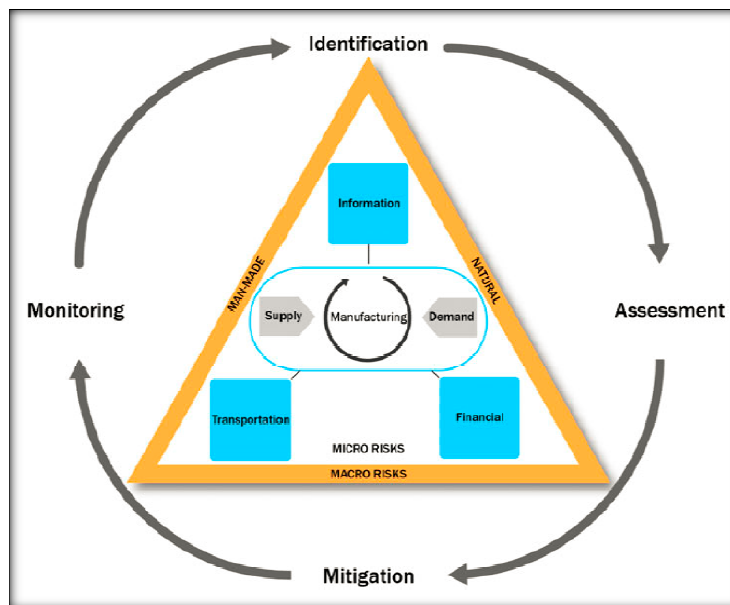 Identification
Information
MAN-MADE
NATURAL
Monitoring
Supply
Manufacturing
Demand
Assessment
Transportation
Financial
MICRO RISKS
MACRO RISKS
Mitigation